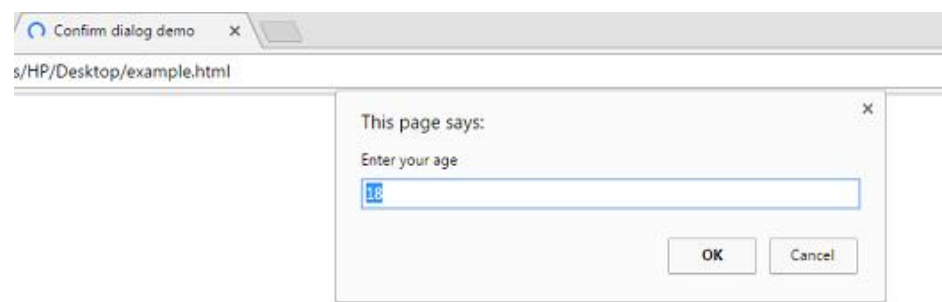 Confirm dialog demo
s/HP/Desktop/example.html
This page says:
Enter your age
18
OK Cancel